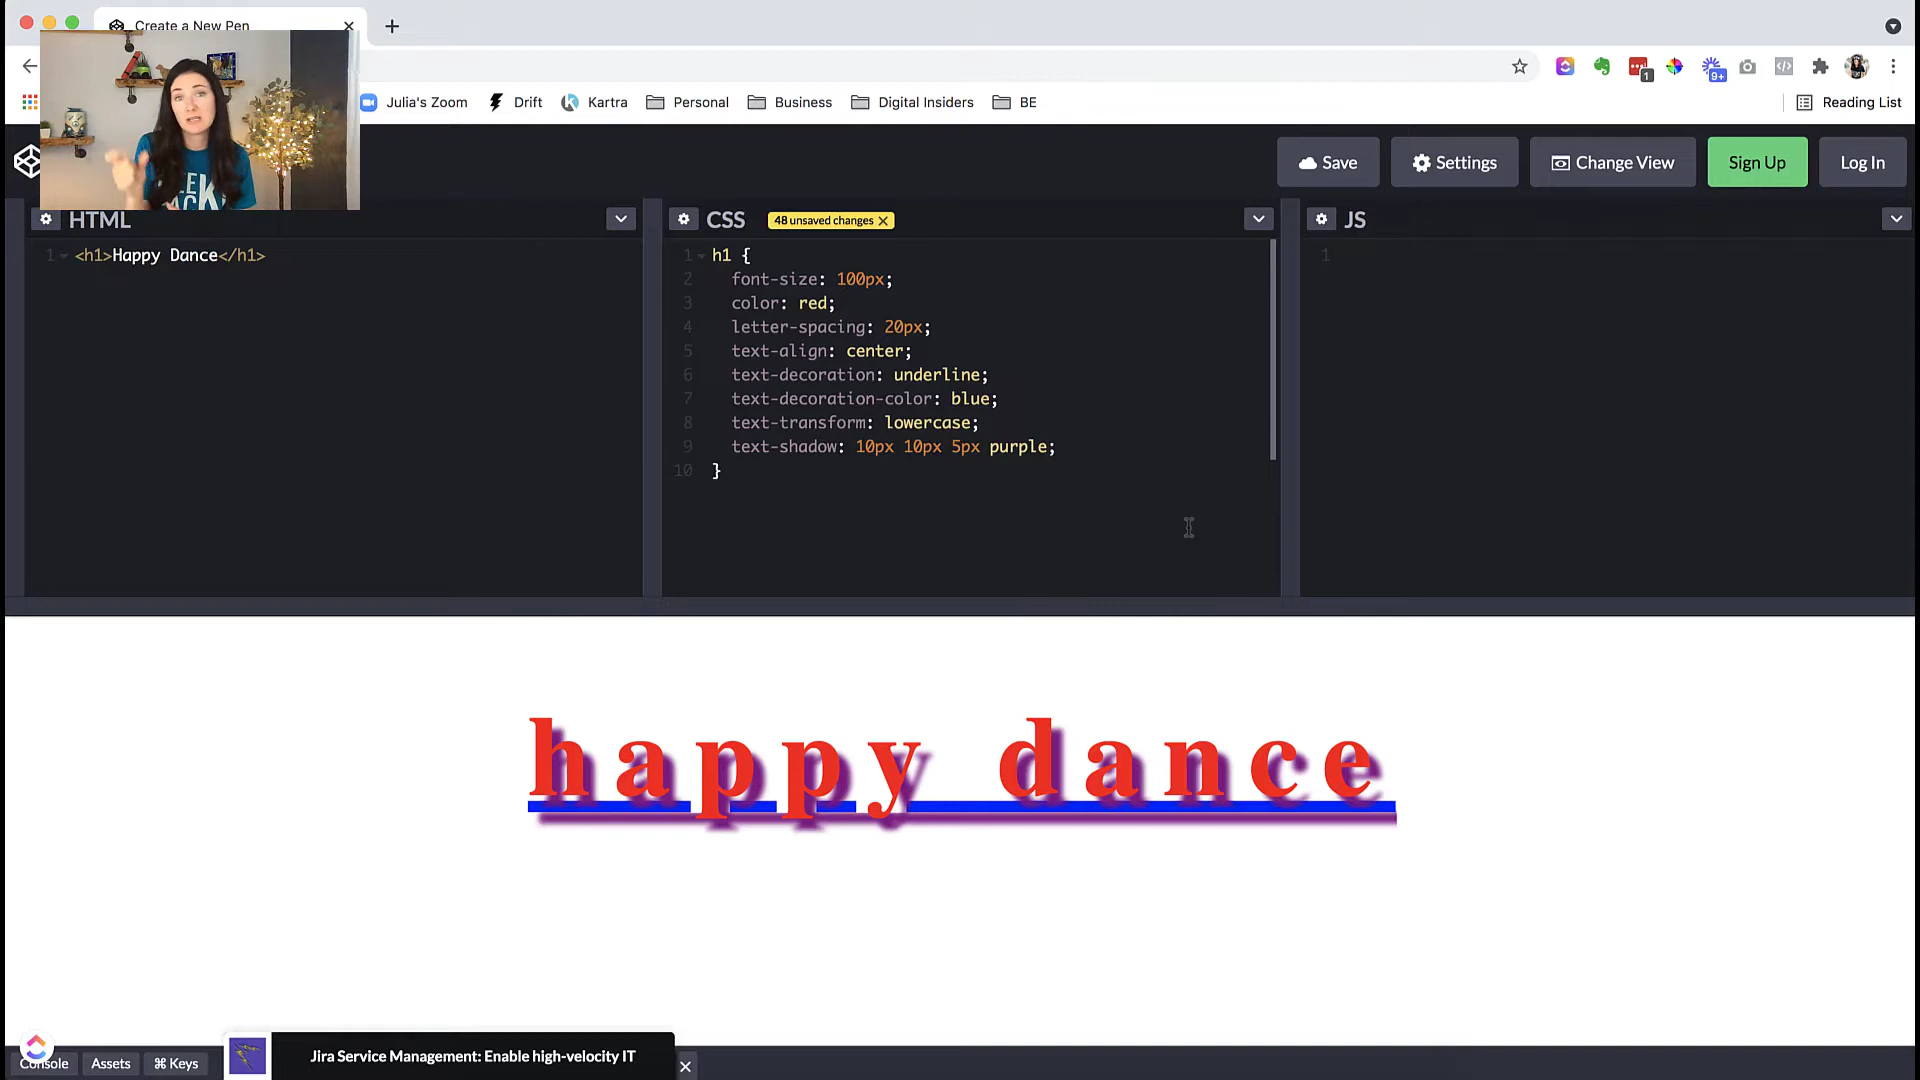 Create a New Pen
Julia's Zoom
Drift
Kartra
Personal
Business
Digital Insiders
BE
Reading List
1
9+
Save
Settings
Change View
Sign Up
Log In
HTML
CSS
48 unsaved changes
JS
1 <h1>Happy Dance</h1>
1 h1 {
2 font-size: 100px;
3 color: red;
4 letter-spacing: 20px;
5 text-align: center;
6 text-decoration: underline;
7 text-decoration-color: blue;
8 text-transform: lowercase;
9 text-shadow: 10px 10px 5px purple;
10 }
1
happy dance
Console
Assets
⌘ Keys
Jira Service Management: Enable high-velocity IT